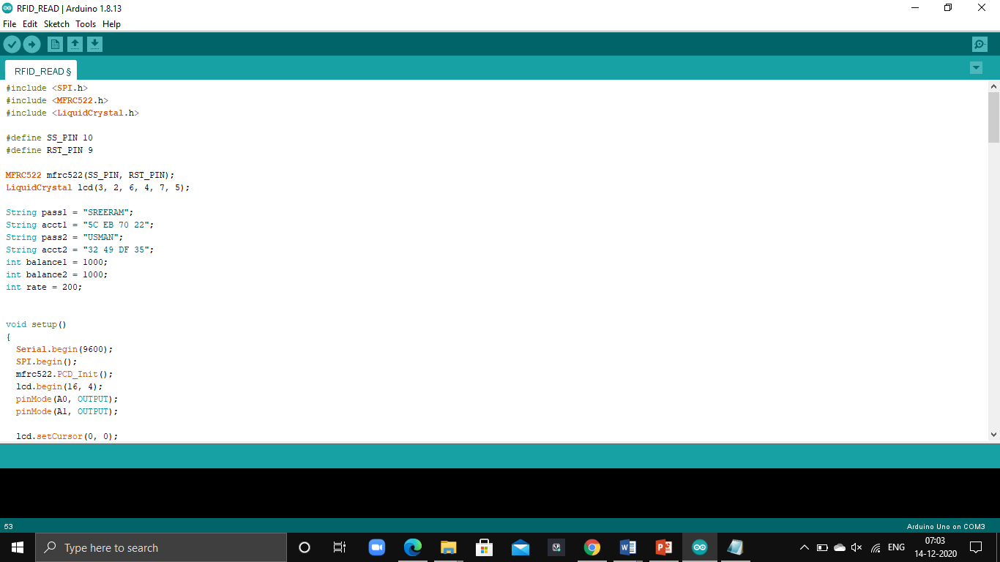 RFID_READ | Arduino 1.8.13
File Edit Sketch Tools Help
RFID_READ §
#include <SPI.h>
#include <MFRC522.h>
#include <LiquidCrystal.h>
#define SS_PIN 10
#define RST_PIN 9
MFRC522 mfrc522(SS_PIN, RST_PIN);
LiquidCrystal lcd(3, 2, 6, 4, 7, 5);
String pass1 = "SREERAM";
String acct1 = "5C EB 70 22";
String pass2 = "USMAN";
String acct2 = "32 49 DF 35";
int balance1 = 1000;
int balance2 = 1000;
int rate = 200;
void setup()
{
  Serial.begin(9600);
  SPI.begin();
  mfrc522.PCD_Init();
  lcd.begin(16, 4);
  pinMode(A0, OUTPUT);
  pinMode(A1, OUTPUT);
  lcd.setCursor(0, 0);
53
Arduino Uno on COM3
Type here to search
ENG
07:03
14-12-2020